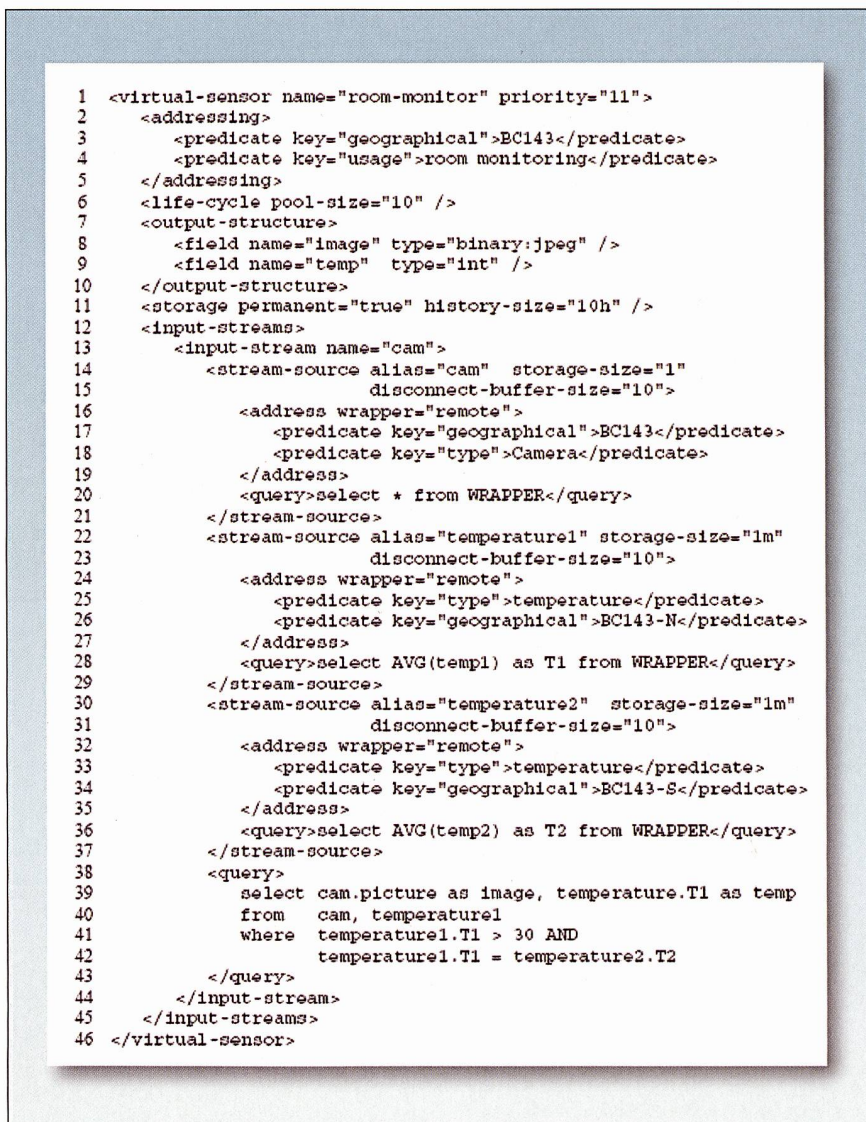 1 <virtual-sensor name="room-monitor" priority="11">
2 <addressing>
3 <predicate key="geographical">BC143</predicate>
4 <predicate key="usage">room monitoring</predicate>
5 </addressing>
6 <life-cycle pool-size="10" />
7 <output-structure>
8 <field name="image" type="binary:jpeg" />
9 <field name="temp" type="int" />
10 </output-structure>
11 <storage permanent="true" history-size="10h" />
12 <input-streams>
13 <input-stream name="cam">
14 <stream-source alias="cam" storage-size="1"
15 disconnect-buffer-size="10">
16 <address wrapper="remote">
17 <predicate key="geographical">BC143</predicate>
18 <predicate key="type">Camera</predicate>
19 </address>
20 <query>select * from WRAPPER</query>
21 </stream-source>
22 <stream-source alias="temperature1" storage-size="1m"
23 disconnect-buffer-size="10">
24 <address wrapper="remote">
25 <predicate key="type">temperature</predicate>
26 <predicate key="geographical">BC143-N</predicate>
27 </address>
28 <query>select AVG(temp1) as T1 from WRAPPER</query>
29 </stream-source>
30 <stream-source alias="temperature2" storage-size="1m"
31 disconnect-buffer-size="10">
32 <address wrapper="remote">
33 <predicate key="type">temperature</predicate>
34 <predicate key="geographical">BC143-S</predicate>
35 </address>
36 <query>select AVG(temp2) as T2 from WRAPPER</query>
37 </stream-source>
38 <query>
39 select cam.picture as image, temperature.T1 as temp
40 from cam, temperature1
41 where temperature1.T1 > 30 AND
42 temperature1.T1 = temperature2.T2
43 </query>
44 </input-stream>
45 </input-streams>
46 </virtual-sensor>